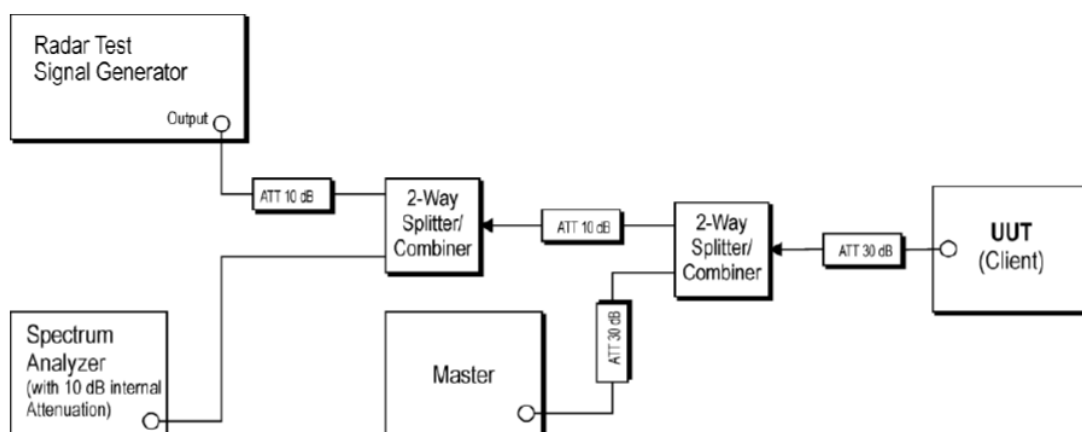 Radar Test
Signal Generator
Output
ATT 10 dB
2-Way
Splitter/
Combiner
ATT 10 dB
2-Way
Splitter/
Combiner
ATT 30 dB
UUT
(Client)
Spectrum
Analyzer
(with 10 dB internal
Attenuation)
Master
ATT 30 dB